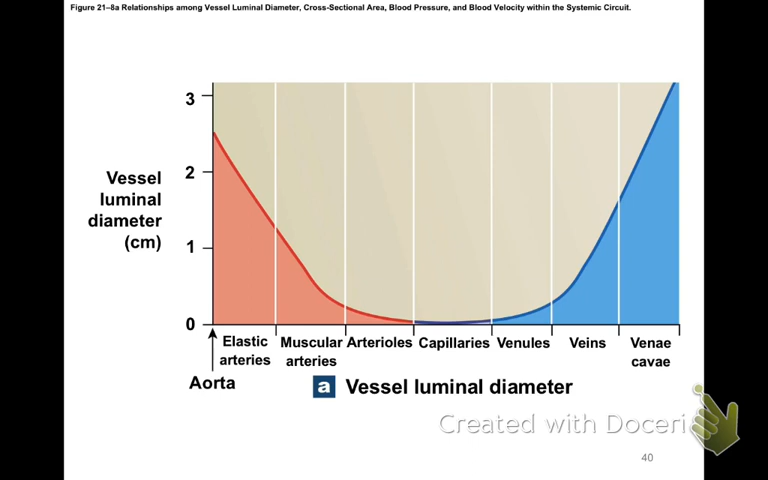 Figure 21–8a Relationships among Vessel Luminal Diameter, Cross-Sectional Area, Blood Pressure, and Blood Velocity within the Systemic Circuit.
3
2
1
0
Vessel
luminal
diameter
(cm)
Elastic
arteries
Muscular
arteries
Arterioles
Capillaries
Venules
Veins
Venae
cavae
Aorta
a Vessel luminal diameter
Created with Doceri
40